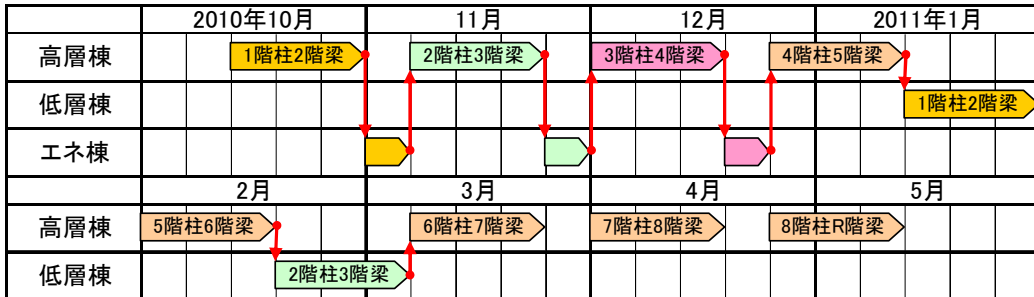 2010年10月 11月 12月 2011年1月
高層棟 1階柱2階梁 2階柱3階梁 3階柱4階梁 4階柱5階梁
低層棟 1階柱2階梁
エネ棟
2月 3月 4月 5月
高層棟 5階柱6階梁 6階柱7階梁 7階柱8階梁 8階柱R階梁
低層棟 2階柱3階梁